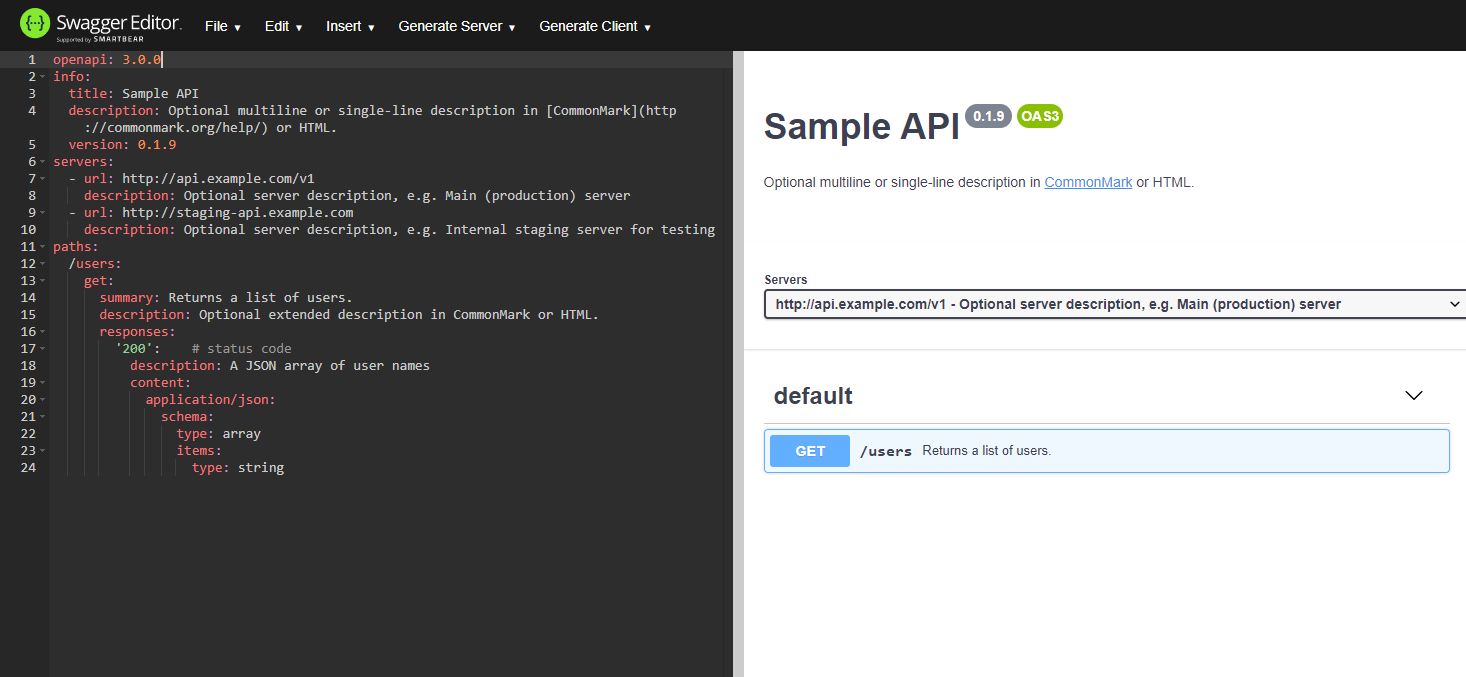 Swagger Editor.
Supported by SMARTBEAR
File ▾ Edit ▾ Insert ▾ Generate Server ▾ Generate Client ▾
1 openapi: 3.0.0
2 info:
3   title: Sample API
4   description: Optional multiline or single-line description in [CommonMark](http
    ://commonmark.org/help/) or HTML.
5   version: 0.1.9
6 servers:
7   - url: http://api.example.com/v1
8     description: Optional server description, e.g. Main (production) server
9   - url: http://staging-api.example.com
10     description: Optional server description, e.g. Internal staging server for testing
11 paths:
12   /users:
13     get:
14       summary: Returns a list of users.
15       description: Optional extended description in CommonMark or HTML.
16       responses:
17         '200':    # status code
18           description: A JSON array of user names
19           content:
20             application/json:
21               schema:
22                 type: array
23                 items:
24                   type: string
Sample API 0.1.9 OAS3
Optional multiline or single-line description in CommonMark or HTML.
Servers
http://api.example.com/v1 - Optional server description, e.g. Main (production) server
default
GET /users Returns a list of users.